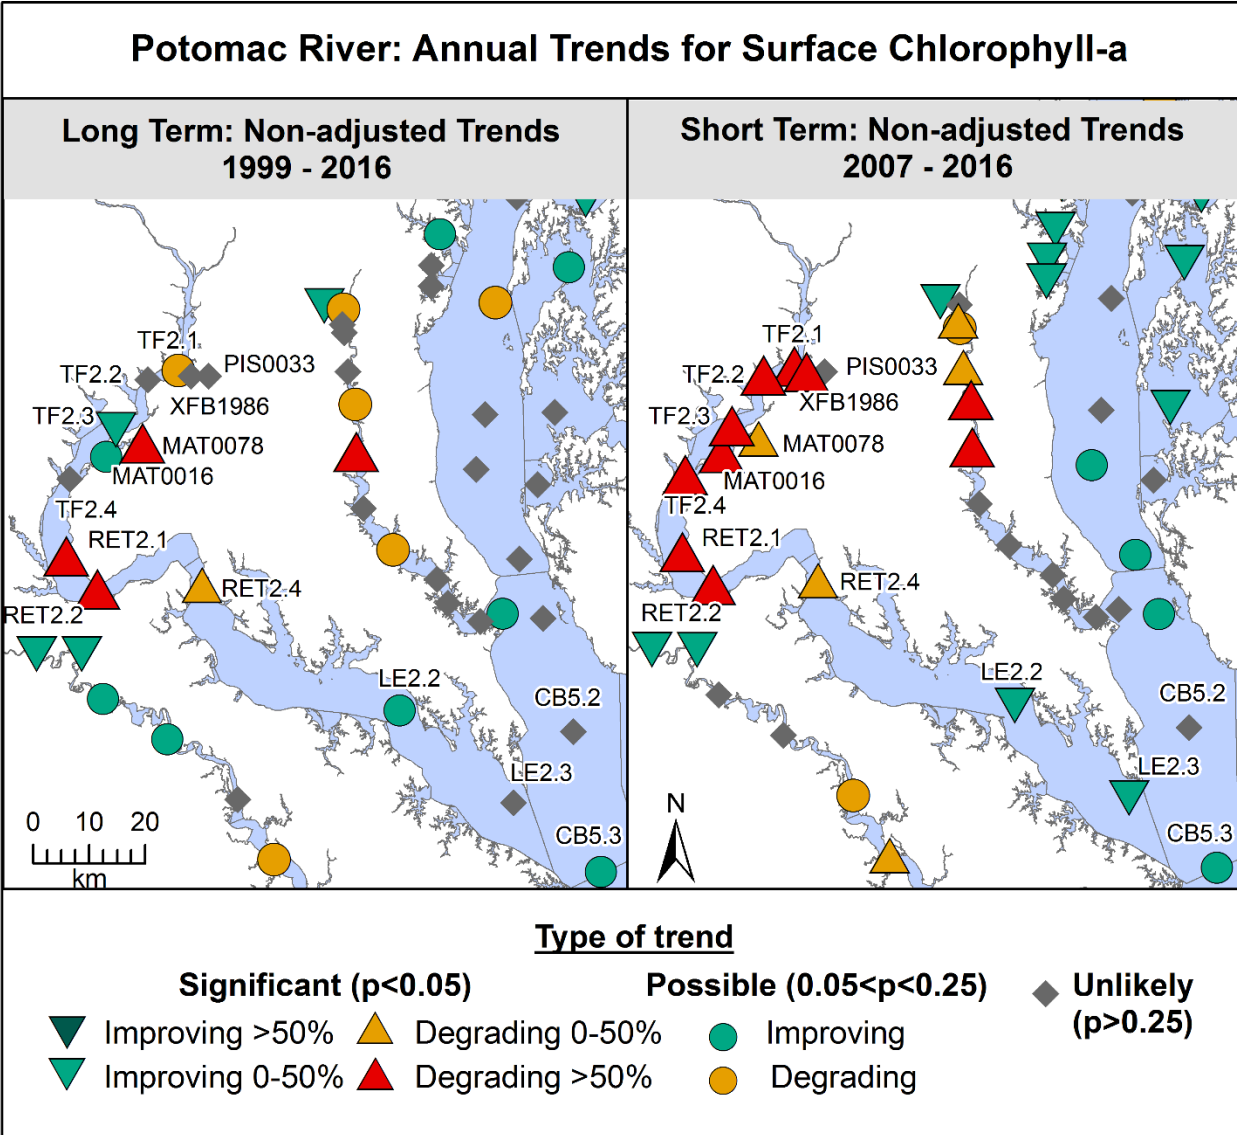 Potomac River: Annual Trends for Surface Chlorophyll-a
Long Term: Non-adjusted Trends
1999 - 2016
TF2.1
PIS0033
TF2.2
XFB1986
TF2.3
MAT0078
MAT0016
TF2.4
RET2.1
RET2.4
RET2.2
LE2.2
CB5.2
LE2.3
CB5.3
0 10 20
km
Short Term: Non-adjusted Trends
2007 - 2016
TF2.1
PIS0033
TF2.2
XFB1986
TF2.3
MAT0078
MAT0016
TF2.4
RET2.1
RET2.4
RET2.2
LE2.2
CB5.2
LE2.3
CB5.3
N
Type of trend
Significant (p<0.05)
Improving >50%
Degrading 0-50%
Improving 0-50%
Degrading >50%
Possible (0.05<p<0.25)
Improving
Degrading
Unlikely
(p>0.25)